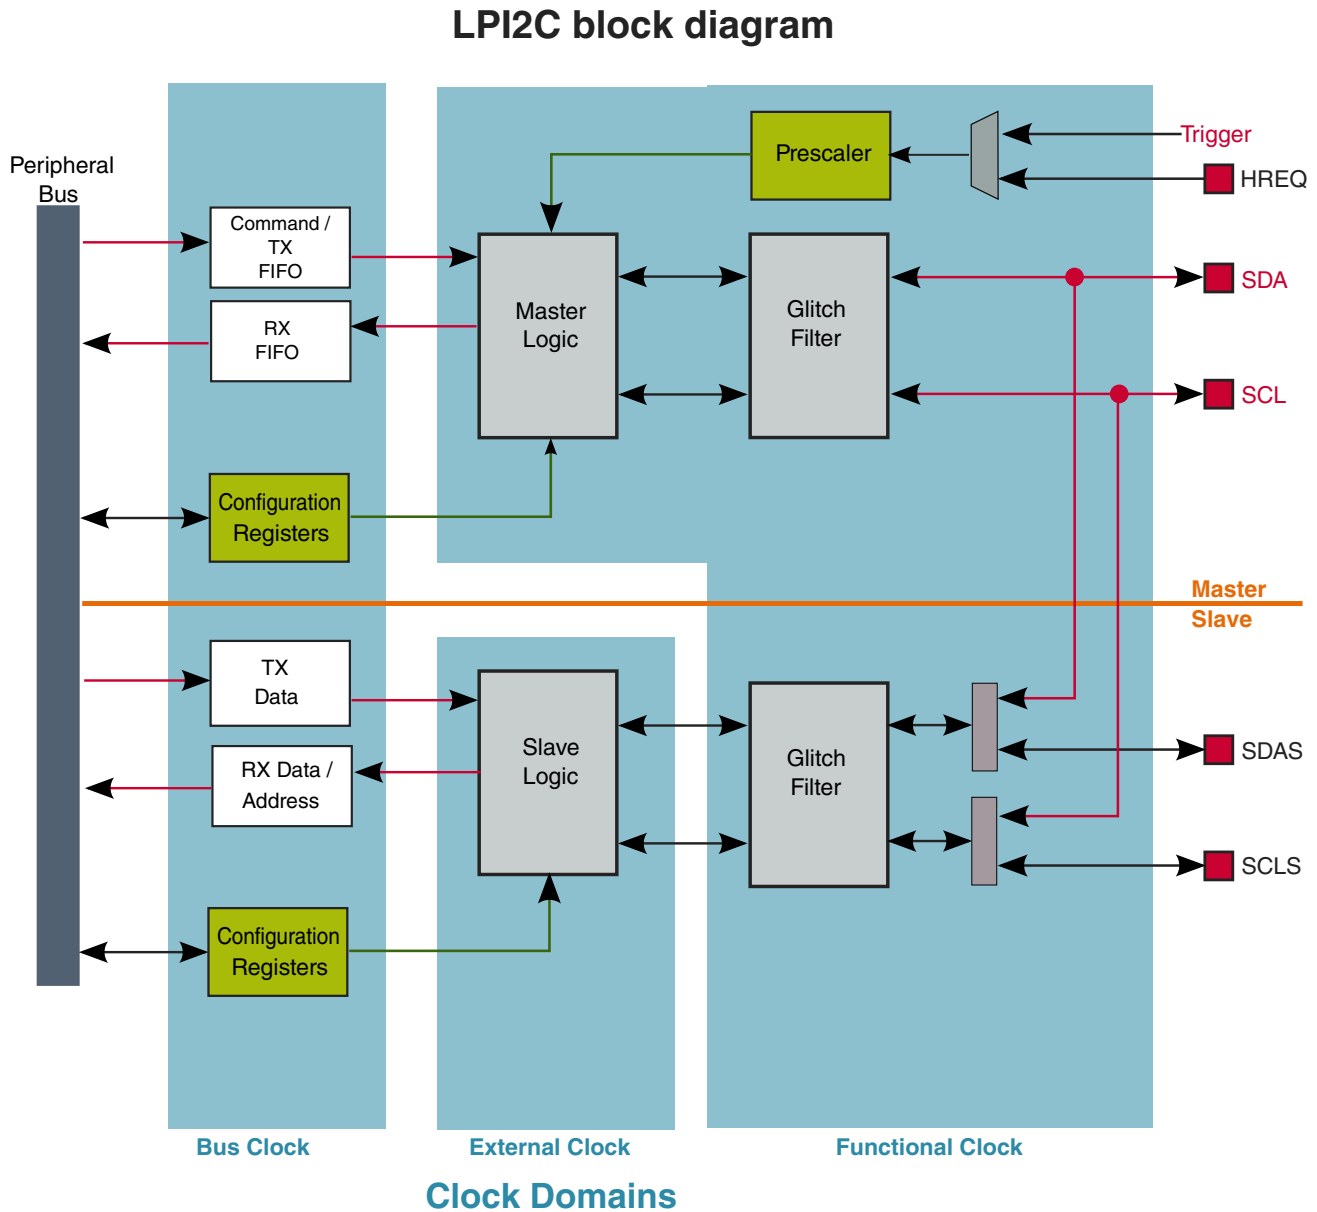 LPI2C block diagram
Peripheral
Bus
Command /
TX
FIFO
RX
FIFO
Configuration
Registers
Master
Logic
Prescaler
Glitch
Filter
Trigger
HREQ
SDA
SCL
Master
Slave
TX
Data
RX Data /
Address
Configuration
Registers
Slave
Logic
Glitch
Filter
SDAS
SCLS
Bus Clock
External Clock
Functional Clock
Clock Domains